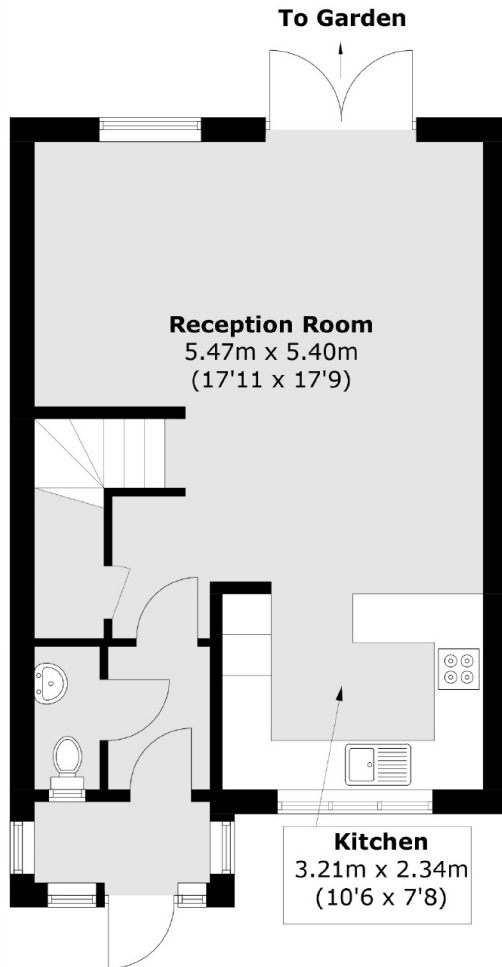 To Garden
Reception Room
5.47m x 5.40m
(17'11 x 17'9)
Kitchen
3.21m x 2.34m
(10'6 x 7'8)